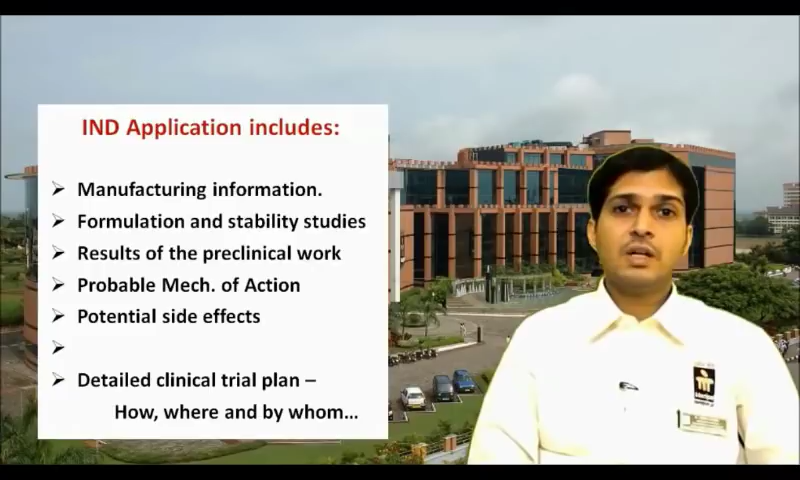 IND Application includes:
➢ Manufacturing information.
➢ Formulation and stability studies
➢ Results of the preclinical work
➢ Probable Mech. of Action
➢ Potential side effects
➢
➢ Detailed clinical trial plan –
How, where and by whom...